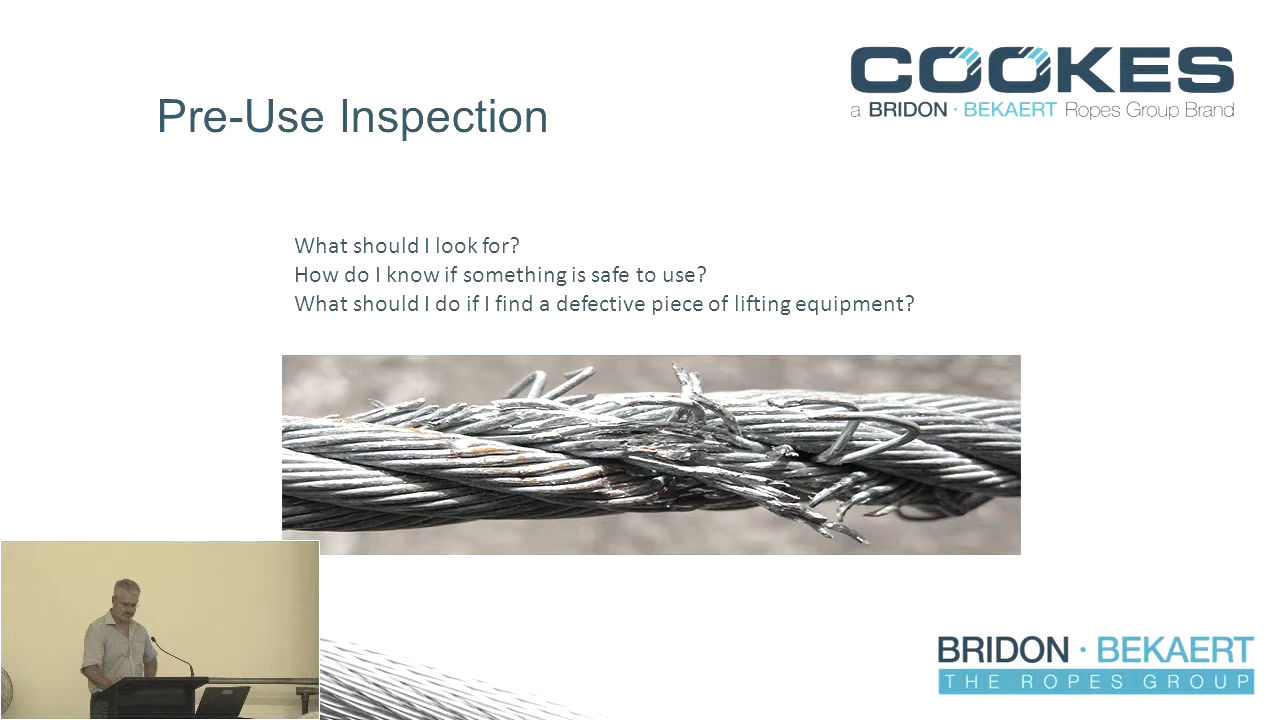 COOKES
a BRIDON · BEKAERT Ropes Group Brand
Pre-Use Inspection
What should I look for?
How do I know if something is safe to use?
What should I do if I find a defective piece of lifting equipment?
BRIDON · BEKAERT
THE ROPES GROUP